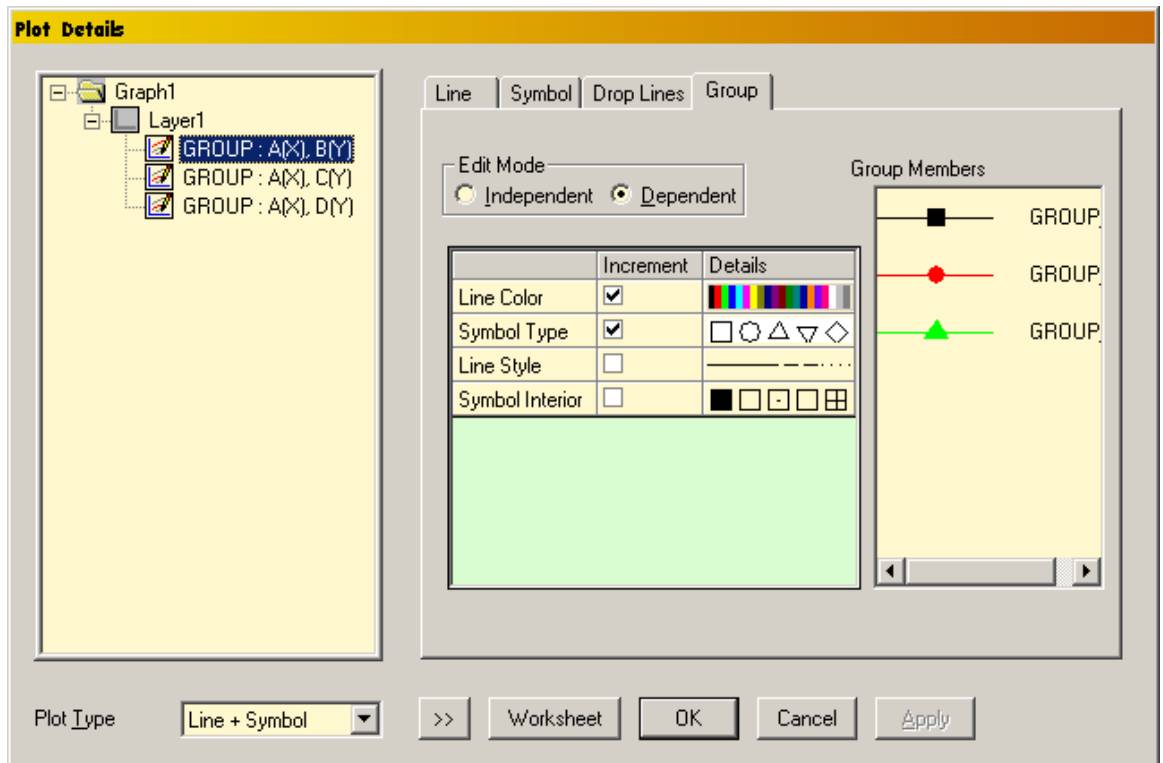 Plot Details
Graph1
Layer1
GROUP : A(X), B(Y)
GROUP : A(X), C(Y)
GROUP : A(X), D(Y)
Line Symbol Drop Lines Group
Edit Mode
Independent Dependent
Increment Details
Line Color
Symbol Type
Line Style
Symbol Interior
Group Members
GROUP
GROUP
GROUP
Plot Type Line + Symbol >> Worksheet OK Cancel Apply